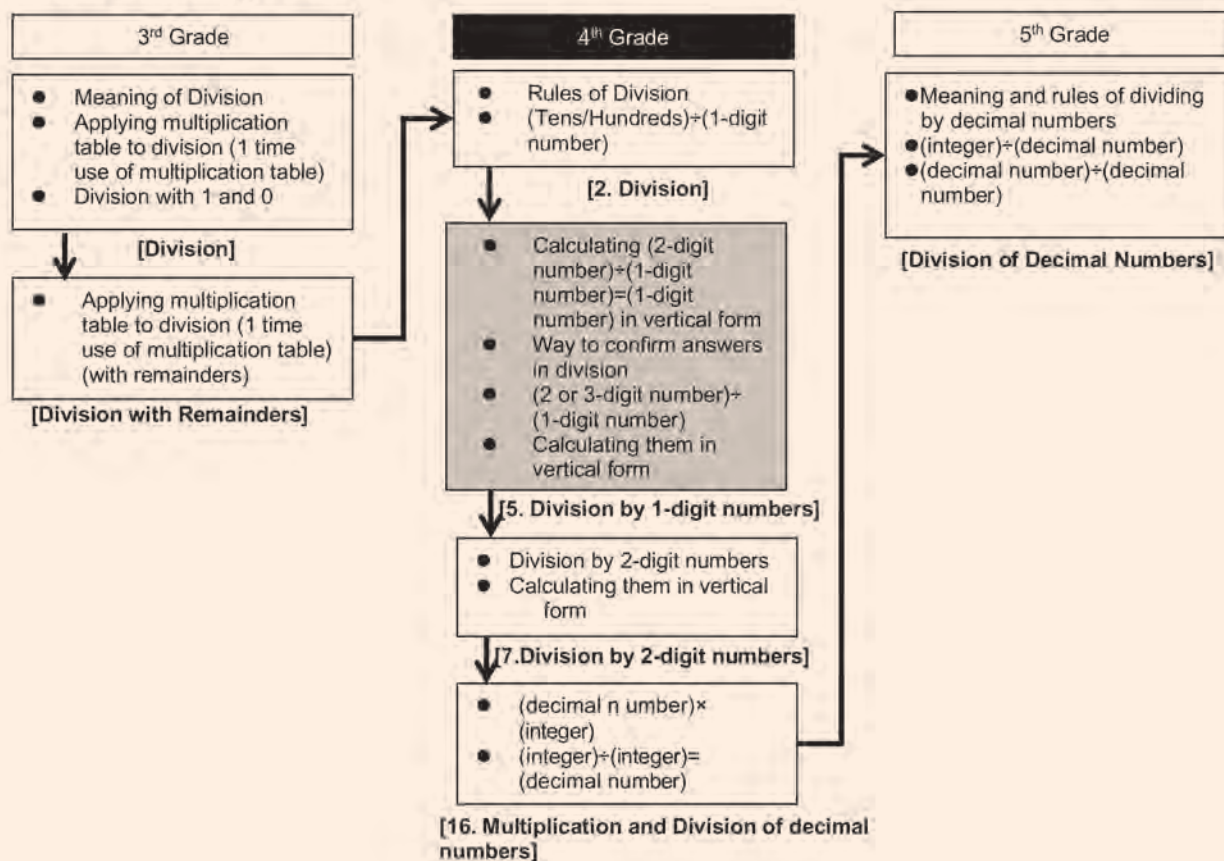 3rd Grade
● Meaning of Division
● Applying multiplication
table to division (1 time
use of multiplication table)
● Division with 1 and 0
[Division]
● Applying multiplication
table to division (1 time
use of multiplication table)
(with remainders)
[Division with Remainders]
4th Grade
● Rules of Division
● (Tens/Hundreds)÷(1-digit
number)
[2. Division]
● Calculating (2-digit
number)÷(1-digit
number)=(1-digit
number) in vertical form
● Way to confirm answers
in division
● (2 or 3-digit number)÷
(1-digit number)
● Calculating them in
vertical form
[5. Division by 1-digit numbers]
● Division by 2-digit numbers
● Calculating them in vertical
form
[7.Division by 2-digit numbers]
● (decimal n umber)×
(integer)
● (integer)÷(integer)=
(decimal number)
[16. Multiplication and Division of decimal
numbers]
5th Grade
●Meaning and rules of dividing
by decimal numbers
●(integer)÷(decimal number)
●(decimal number)÷(decimal
number)
[Division of Decimal Numbers]